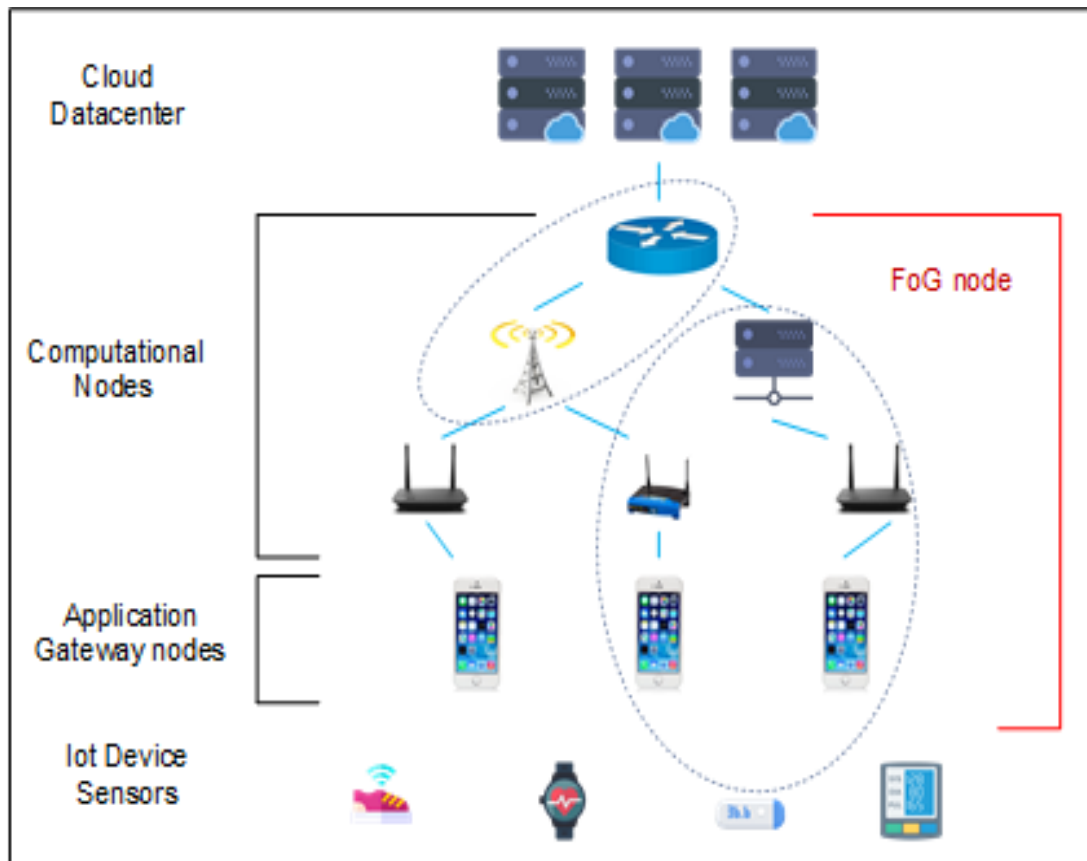 Cloud
Datacenter
FoG node
Computational
Nodes
Application
Gateway nodes
Iot Device
Sensors